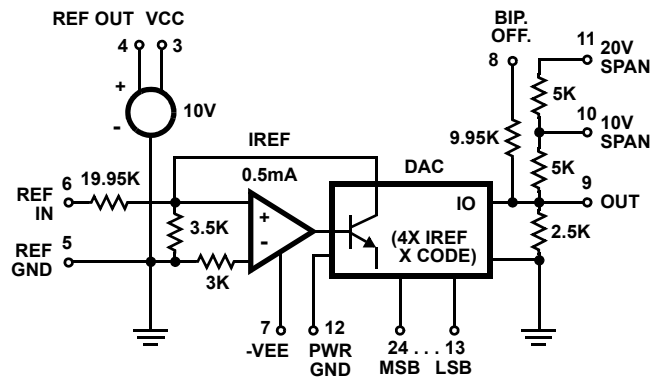 REF OUT VCC
4 3
+
-
10V
BIP.
OFF.
8
11 20V
SPAN
5K
10 10V
SPAN
9.95K
5K
IREF
DAC
6 19.95K
0.5mA
REF
IN
3.5K
+
-
IO
9
OUT
(4X IREF
X CODE)
2.5K
REF
GND
5
3K
7 12
-VEE PWR
GND
24 . . . 13
MSB LSB